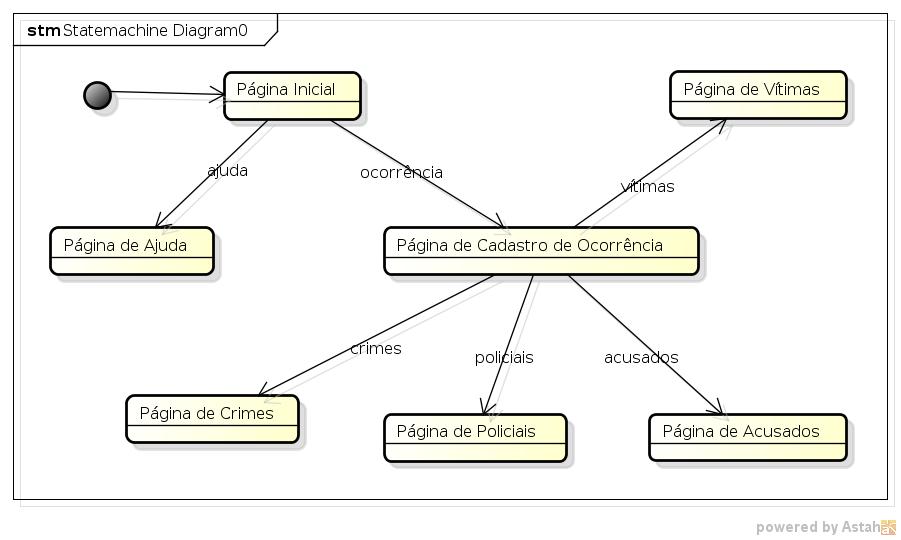 stm Statemachine Diagram0
Página Inicial
Página de Vítimas
ajuda
ocorrência
vítimas
Página de Ajuda
Página de Cadastro de Ocorrência
crimes
policiais
acusados
Página de Crimes
Página de Policiais
Página de Acusados
powered by Astah